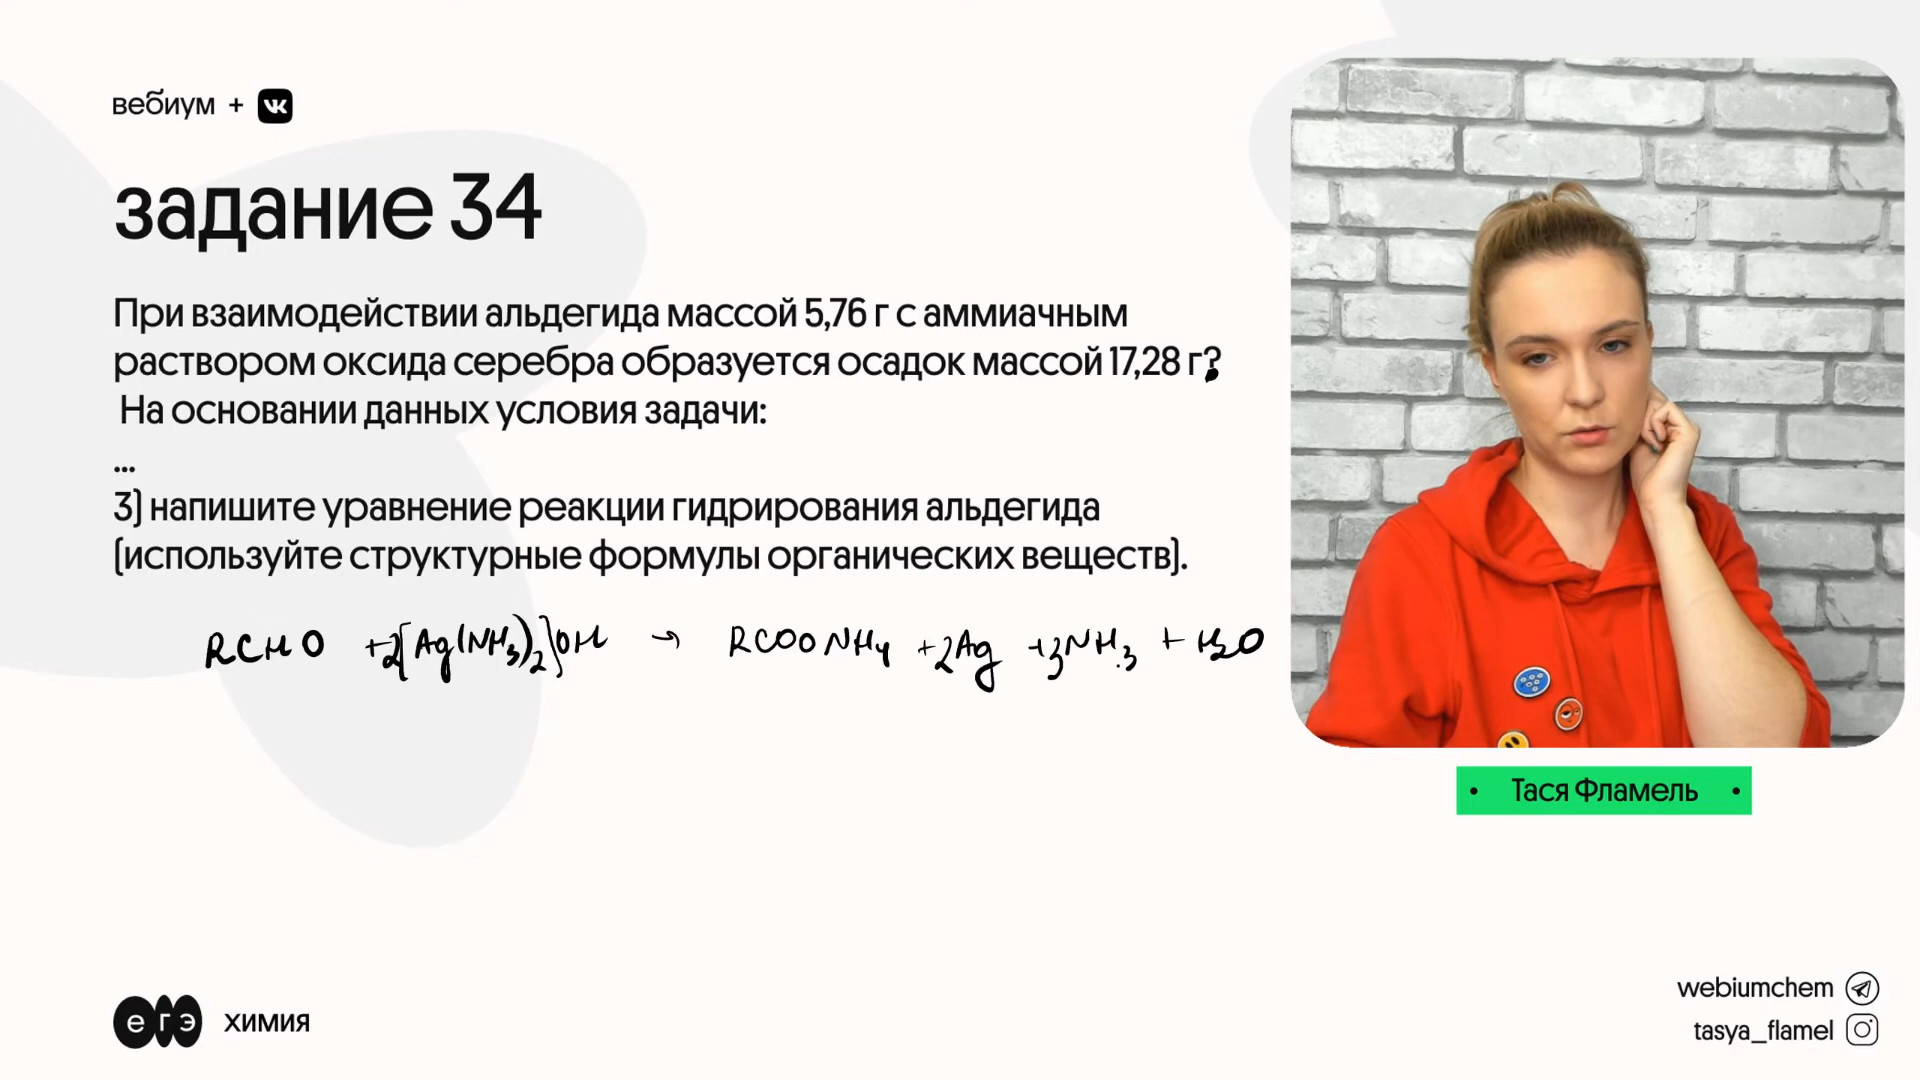 вебиум +
задание 34
При взаимодействии альдегида массой 5,76 г с аммиачным
раствором оксида серебра образуется осадок массой 17,28 г?
На основании данных условия задачи:
...
3) напишите уравнение реакции гидрирования альдегида
(используйте структурные формулы органических веществ).
RCHO +2[Ag(NH3)2]OH → RCOONH4 +2Ag +3NH3 + H2O
• Тася Фламель •
егэ химия
webiumchem
tasya_flamel